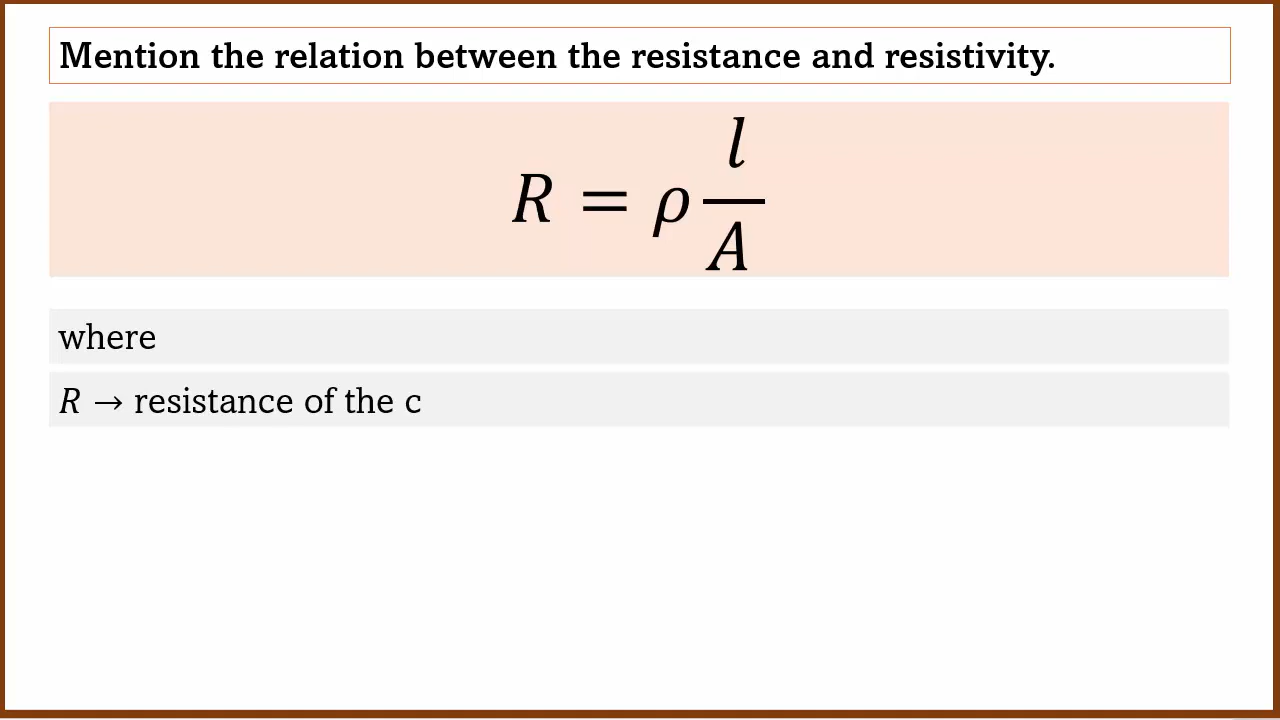 Mention the relation between the resistance and resistivity.
R = ρ l/A
where
R → resistance of the c